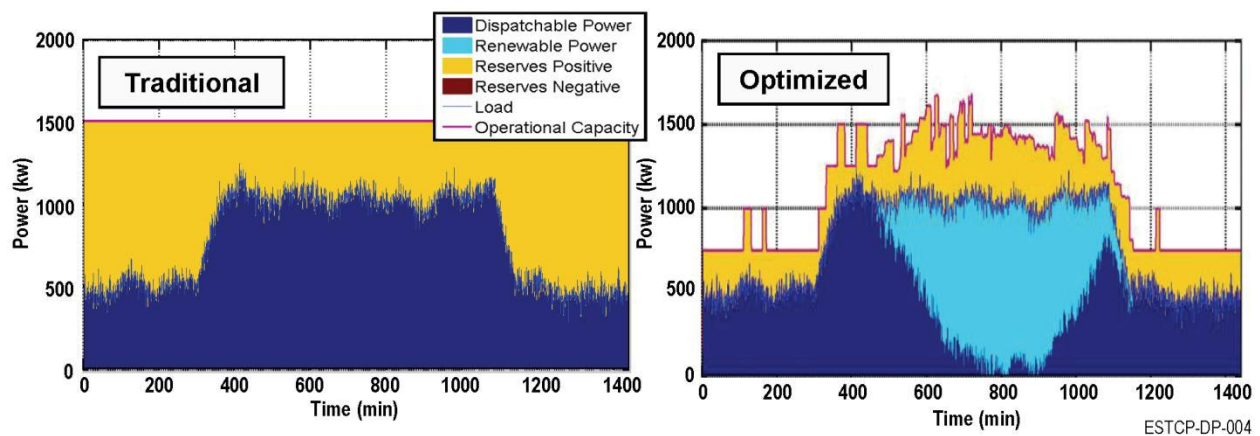 Traditional
Dispatchable Power
Renewable Power
Reserves Positive
Reserves Negative
Load
Operational Capacity
2000
1500
1000
500
0
Power (kw)
0 200 400 600 800 1000 1200 1400
Time (min)
Optimized
2000
1500
1000
500
0
Power (kw)
0 200 400 600 800 1000 1200 1400
Time (min)
ESTCP-DP-004